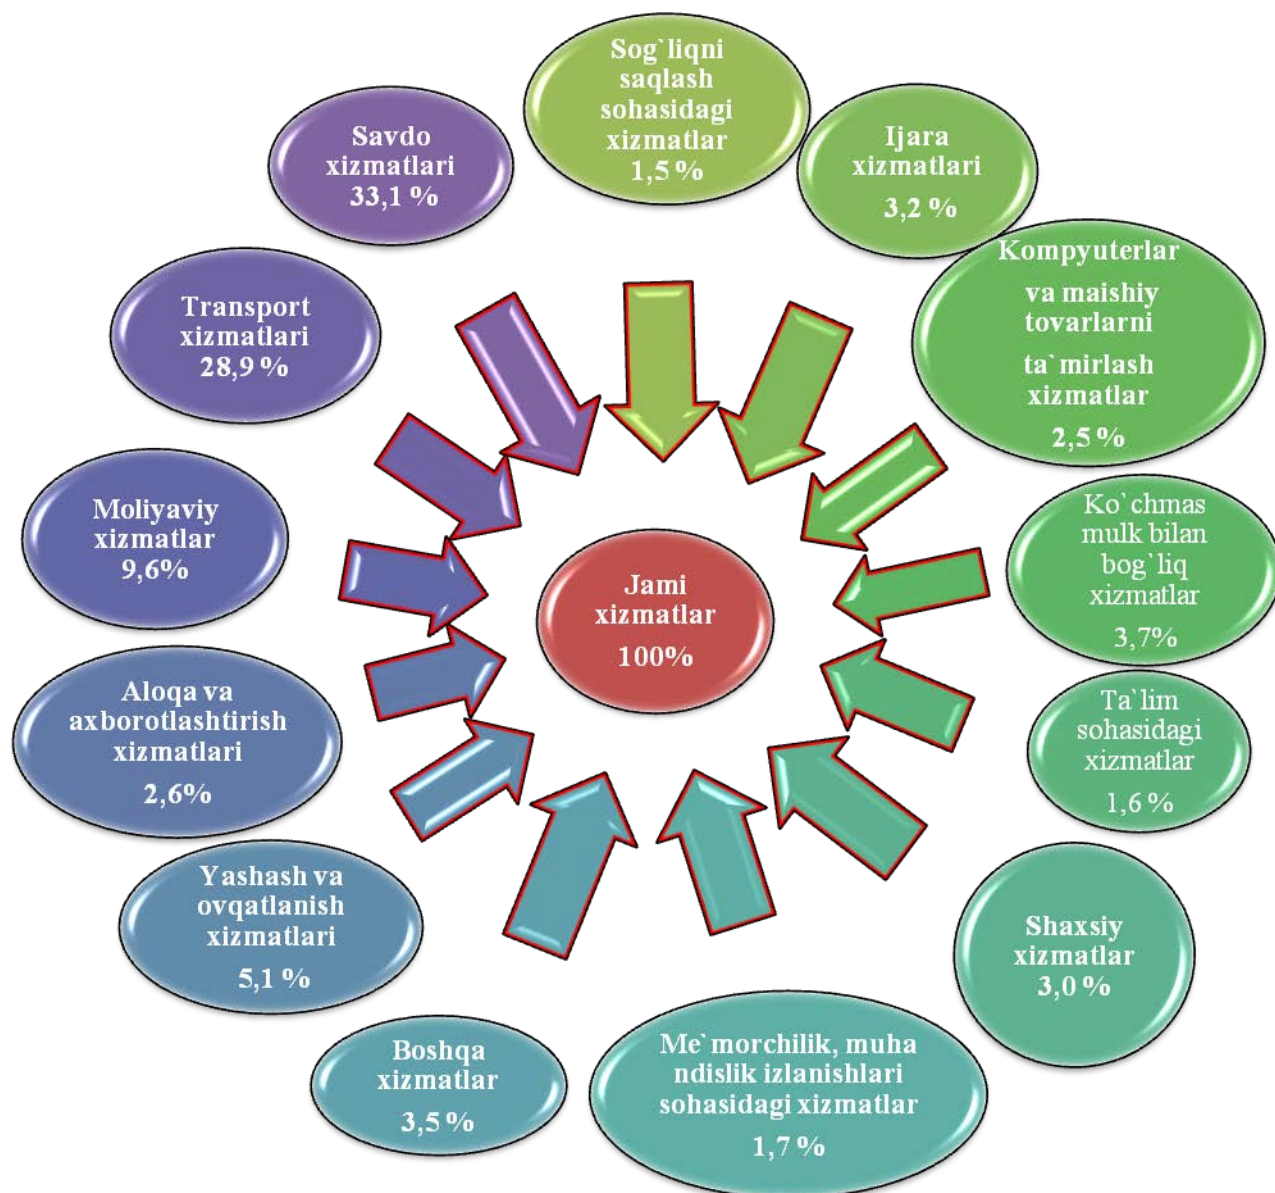 Sog`liqni
saqlash
sohasidagi
xizmatlar
1,5 %
Ijara
xizmatlari
3,2 %
Kompyuterlar
va maishiy
tovarlarni
ta`mirlash
xizmatlar
2,5 %
Ko`chmas
mulk bilan
bog`liq
xizmatlar
3,7%
Ta`lim
sohasidagi
xizmatlar
1,6 %
Shaxsiy
xizmatlar
3,0 %
Me`morchilik, muha
ndislik izlanishlari
sohasidagi xizmatlar
1,7 %
Boshqa
xizmatlar
3,5 %
Yashash va
ovqatlanish
xizmatlari
5,1 %
Aloqa va
axborotlashtirish
xizmatlari
2,6%
Moliyaviy
xizmatlar
9,6%
Transport
xizmatlari
28,9 %
Savdo
xizmatlari
33,1 %
Jami
xizmatlar
100%